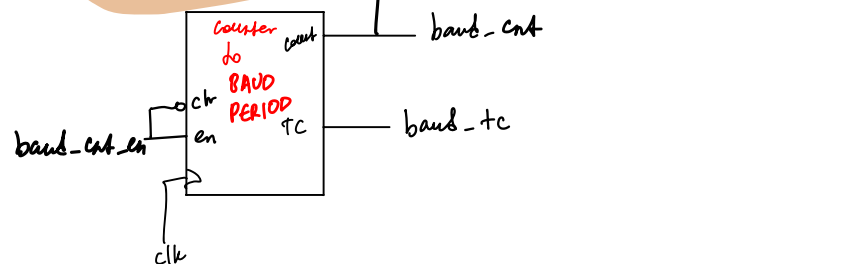 counter
to
BAUD
PERIOD
count
baud_cnt
clr
TC
baud_tc
baud_cnt_en
en
clk